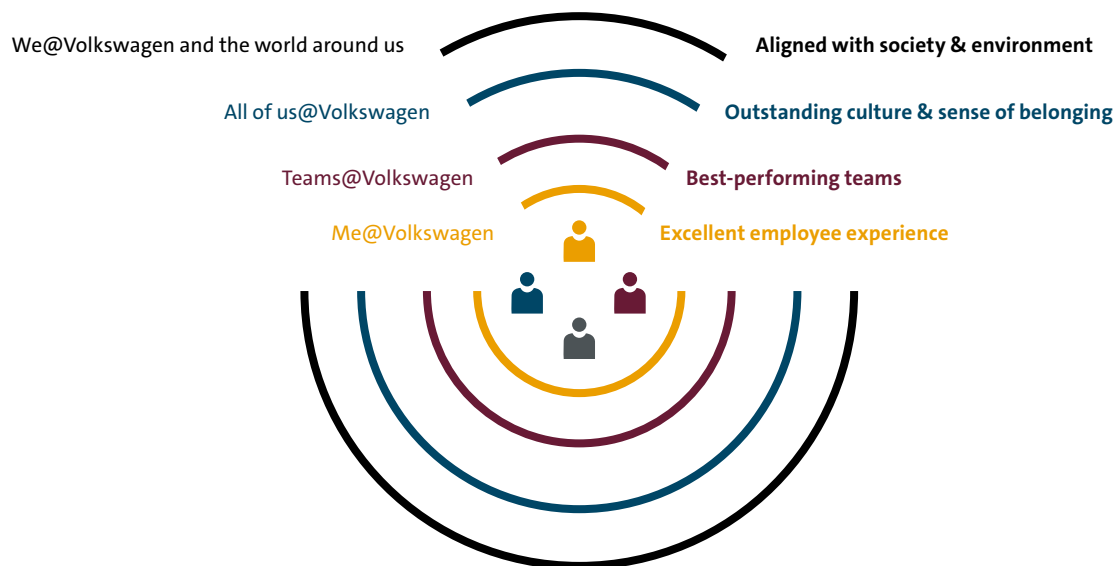 We@Volkswagen and the world around us
Aligned with society & environment
All of us@Volkswagen
Outstanding culture & sense of belonging
Teams@Volkswagen
Best-performing teams
Me@Volkswagen
Excellent employee experience